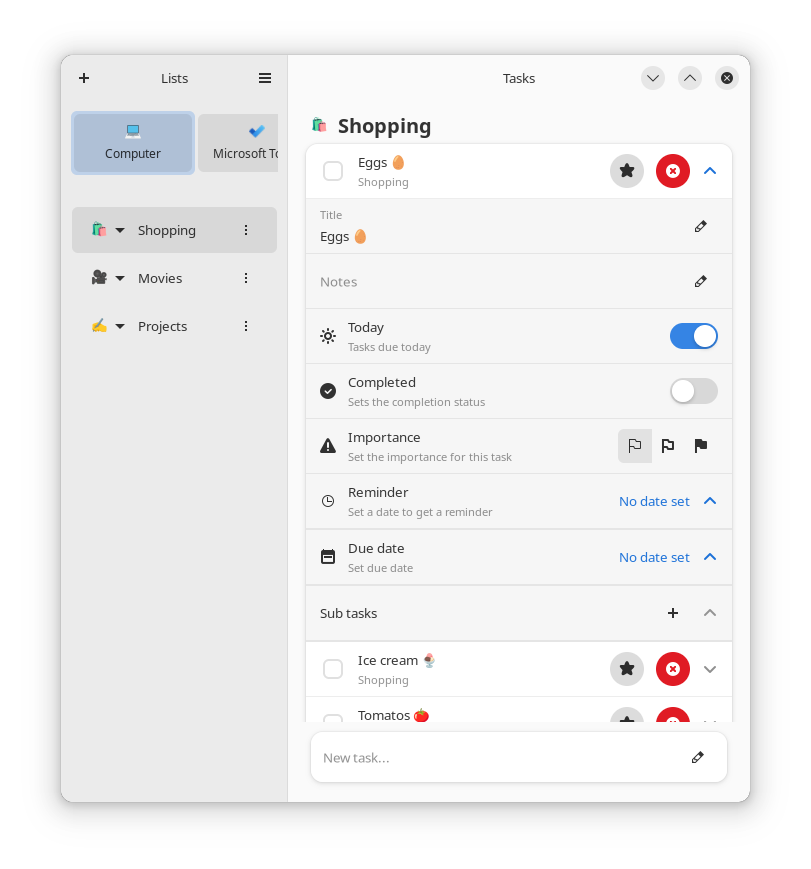 Lists
Tasks
Computer
Microsoft To
Shopping
Movies
Projects
Shopping
Eggs 🥚
Shopping
Title
Eggs 🥚
Notes
Today
Tasks due today
Completed
Sets the completion status
Importance
Set the importance for this task
Reminder
Set a date to get a reminder
No date set
Due date
Set due date
No date set
Sub tasks
Ice cream 🍨
Shopping
Tomatos 🍅
New task...